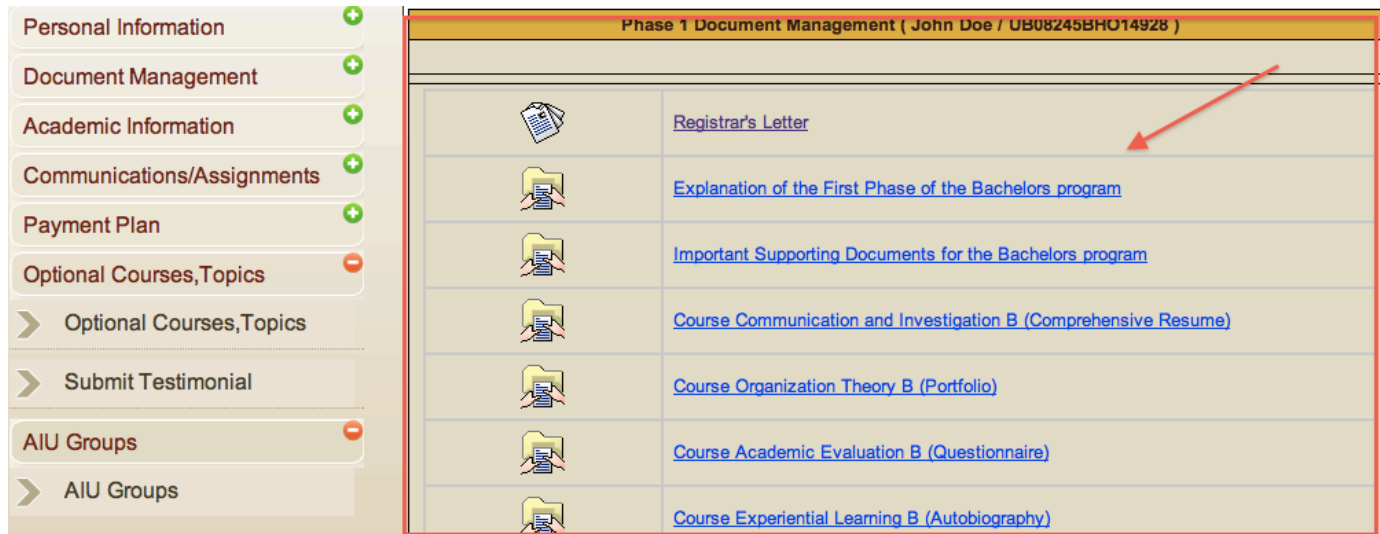 Personal Information
Document Management
Academic Information
Communications/Assignments
Payment Plan
Optional Courses,Topics
Optional Courses,Topics
Submit Testimonial
AIU Groups
AIU Groups
Phase 1 Document Management ( John Doe / UB08245BHO14928 )
Registrar's Letter
Explanation of the First Phase of the Bachelors program
Important Supporting Documents for the Bachelors program
Course Communication and Investigation B (Comprehensive Resume)
Course Organization Theory B (Portfolio)
Course Academic Evaluation B (Questionnaire)
Course Experiential Learning B (Autobiography)